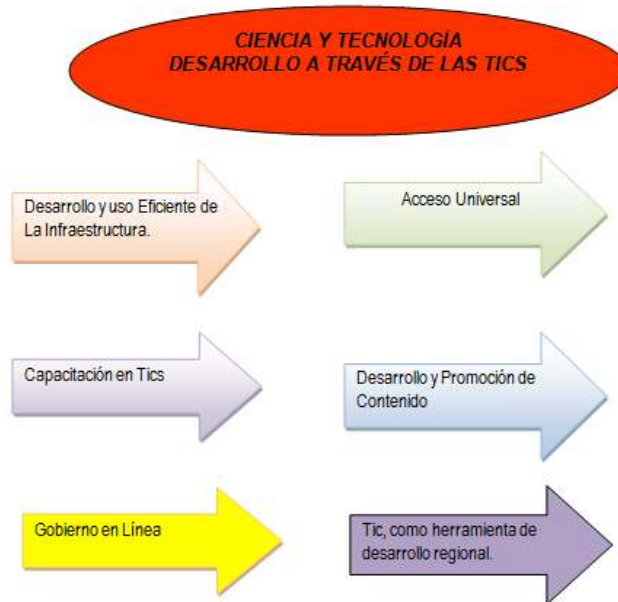 CIENCIA Y TECNOLOGÍA
DESARROLLO A TRAVÉS DE LAS TICS
Desarrollo y uso Eficiente de
La Infraestructura.
Acceso Universal
Capacitación en Tics
Desarrollo y Promoción de
Contenido
Gobierno en Línea
Tic, como herramienta de
desarrollo regional.